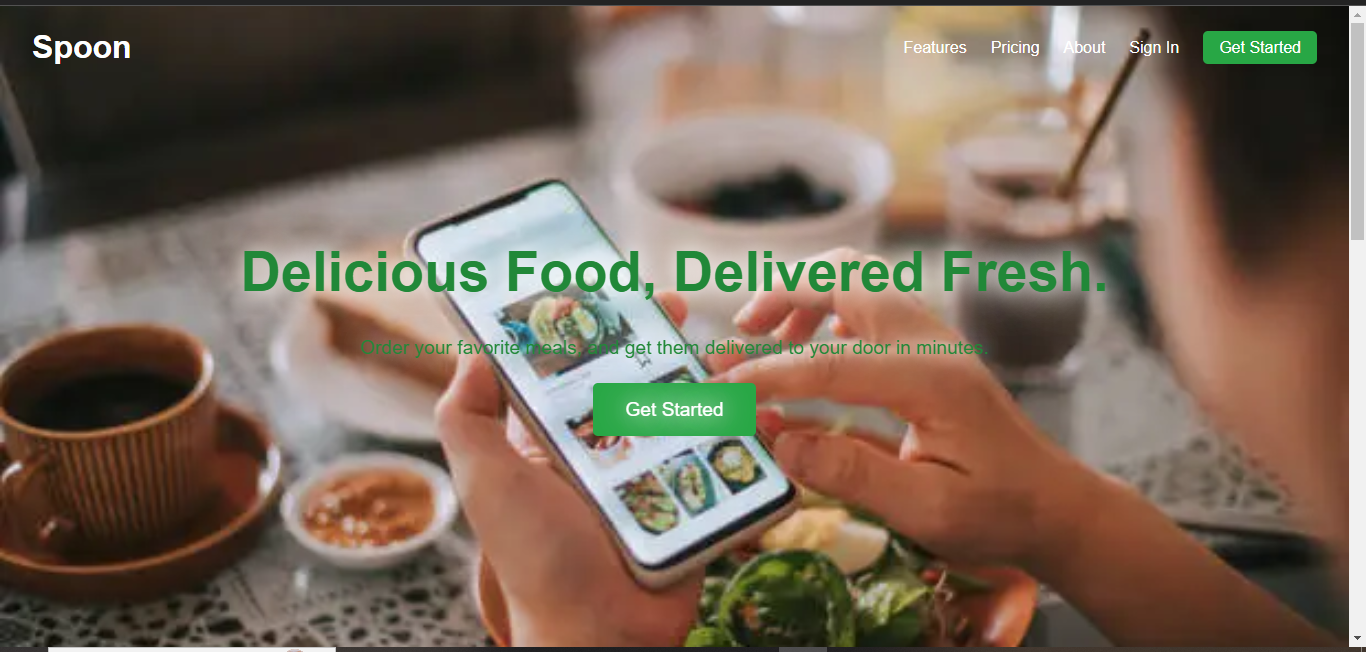 Spoon
Features Pricing About Sign In Get Started
Delicious Food, Delivered Fresh.
Order your favorite meals, and get them delivered to your door in minutes.
Get Started